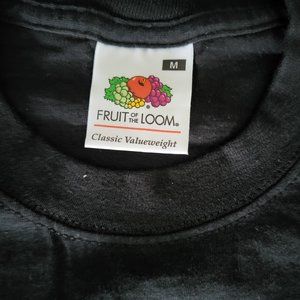 M
FRUIT OF THE LOOM®
Classic Valueweight